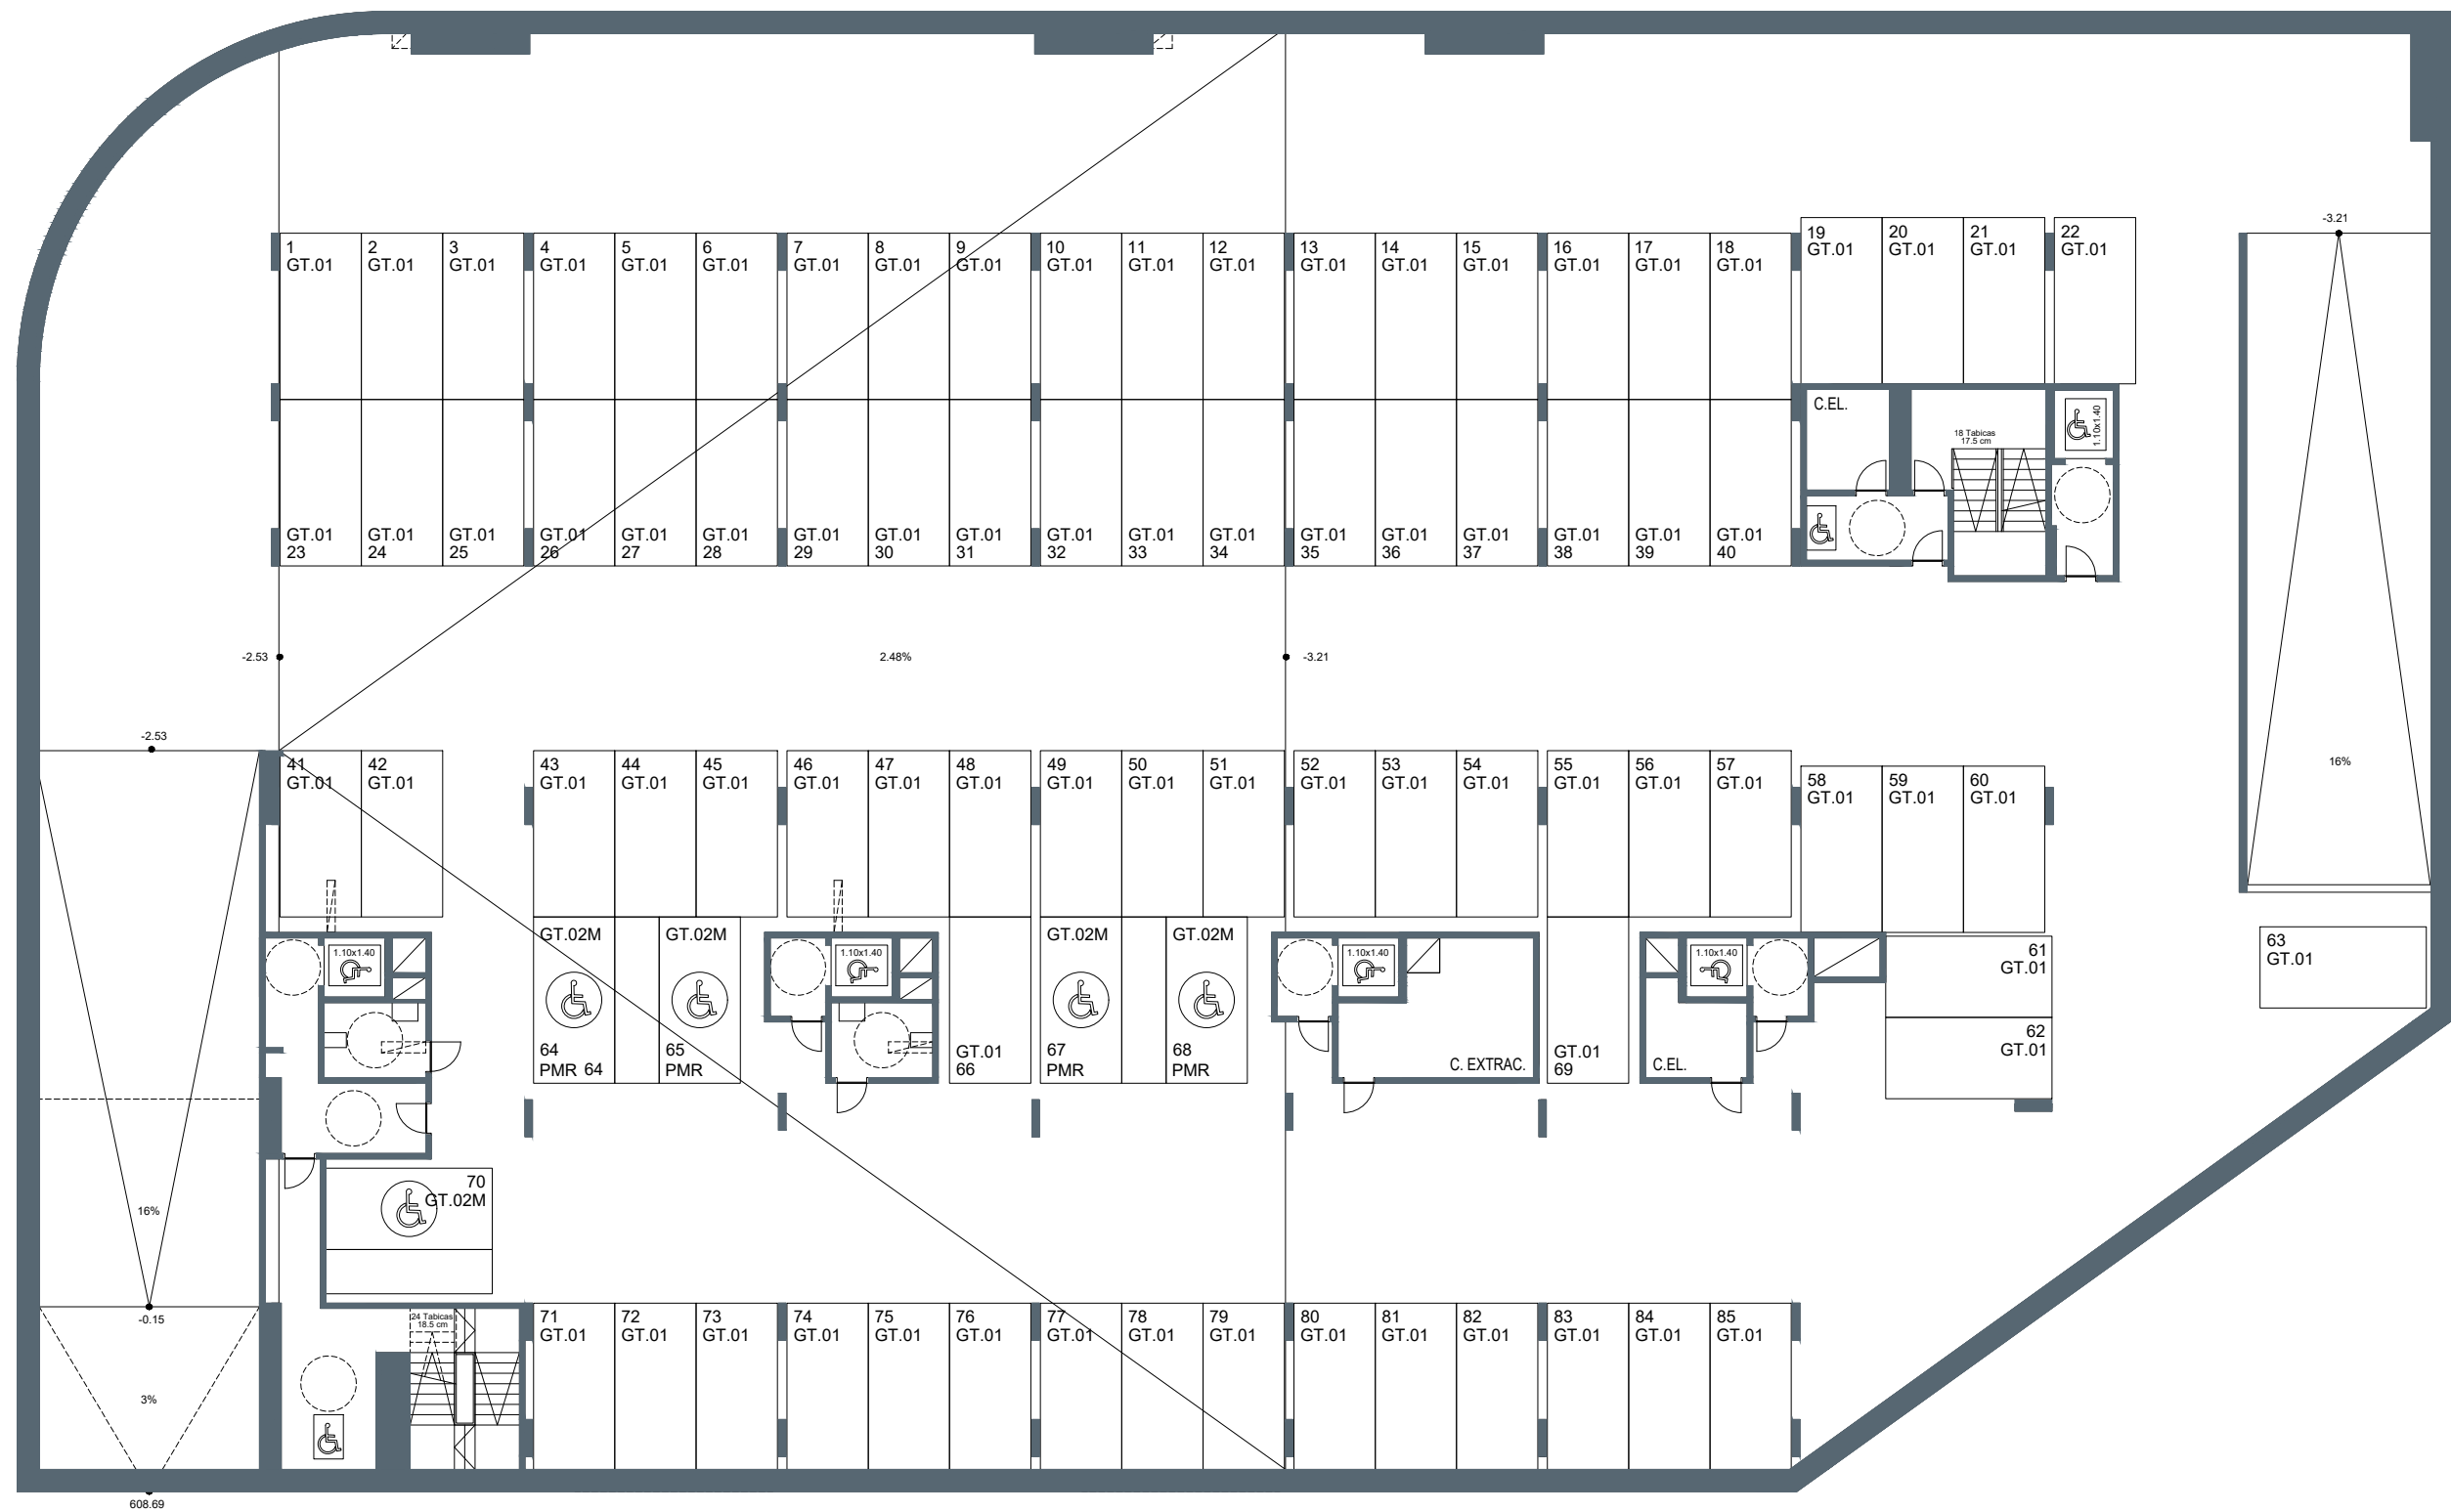 -3.21
1
GT.01
2
GT.01
3
GT.01
4
GT.01
5
GT.01
6
GT.01
7
GT.01
8
GT.01
9
GT.01
10
GT.01
11
GT.01
12
GT.01
13
GT.01
14
GT.01
15
GT.01
16
GT.01
17
GT.01
18
GT.01
19
GT.01
20
GT.01
21
GT.01
22
GT.01
C.EL.
18 Tabicas
17.5 cm
1.10x1.40
GT.01
23
GT.01
24
GT.01
25
GT.01
26
GT.01
27
GT.01
28
GT.01
29
GT.01
30
GT.01
31
GT.01
32
GT.01
33
GT.01
34
GT.01
35
GT.01
36
GT.01
37
GT.01
38
GT.01
39
GT.01
40
-2.53
2.48%
-3.21
-2.53
16%
41
GT.01
42
GT.01
43
GT.01
44
GT.01
45
GT.01
46
GT.01
47
GT.01
48
GT.01
49
GT.01
50
GT.01
51
GT.01
52
GT.01
53
GT.01
54
GT.01
55
GT.01
56
GT.01
57
GT.01
58
GT.01
59
GT.01
60
GT.01
61
GT.01
62
GT.01
63
GT.01
1.10x1.40
GT.02M
64
PMR 64
GT.02M
65
PMR
1.10x1.40
GT.01
66
GT.02M
67
PMR
GT.02M
68
PMR
1.10x1.40
C. EXTRAC.
GT.01
69
1.10x1.40
C.EL.
70
GT.02M
16%
-0.15
3%
608.69
24 Tabicas
18.5 cm
71
GT.01
72
GT.01
73
GT.01
74
GT.01
75
GT.01
76
GT.01
77
GT.01
78
GT.01
79
GT.01
80
GT.01
81
GT.01
82
GT.01
83
GT.01
84
GT.01
85
GT.01